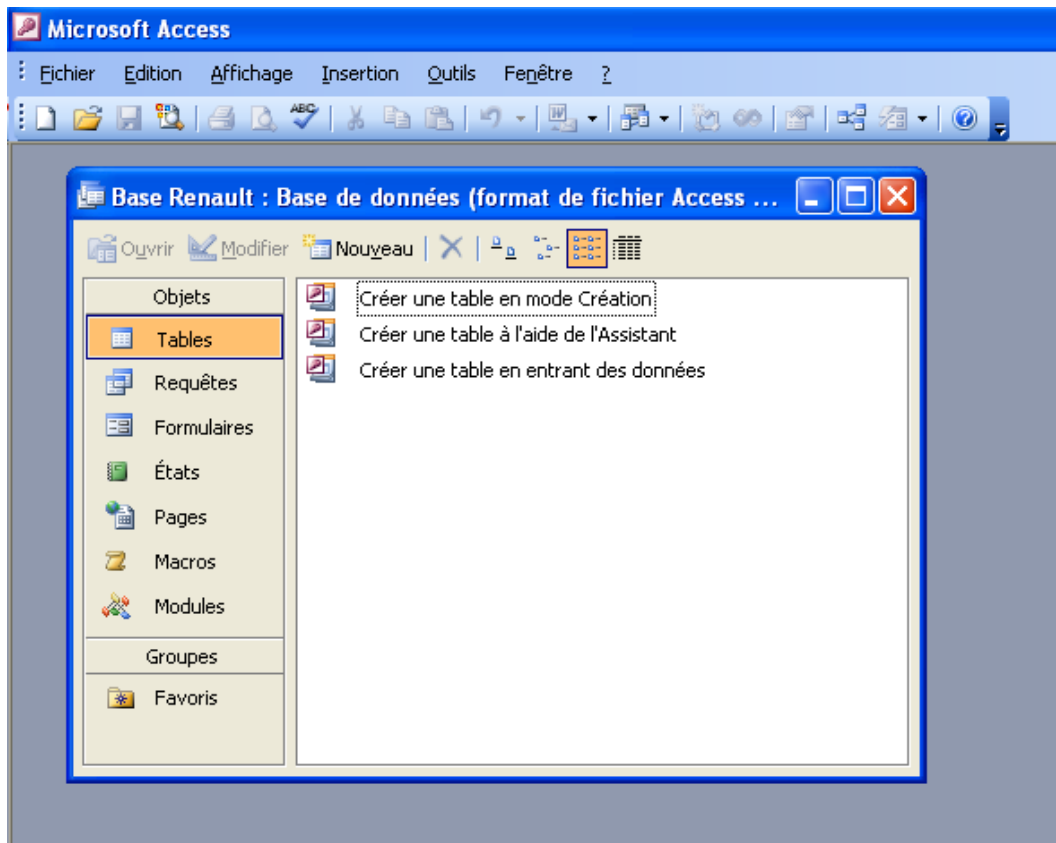 Microsoft Access
Fichier Edition Affichage Insertion Outils Fenêtre ?
ABC
W
Base Renault : Base de données (format de fichier Access ...
Ouvrir Modifier Nouveau
Objets
Créer une table en mode Création
Tables
Créer une table à l'aide de l'Assistant
Requêtes
Créer une table en entrant des données
Formulaires
États
Pages
Macros
Modules
Groupes
Favoris